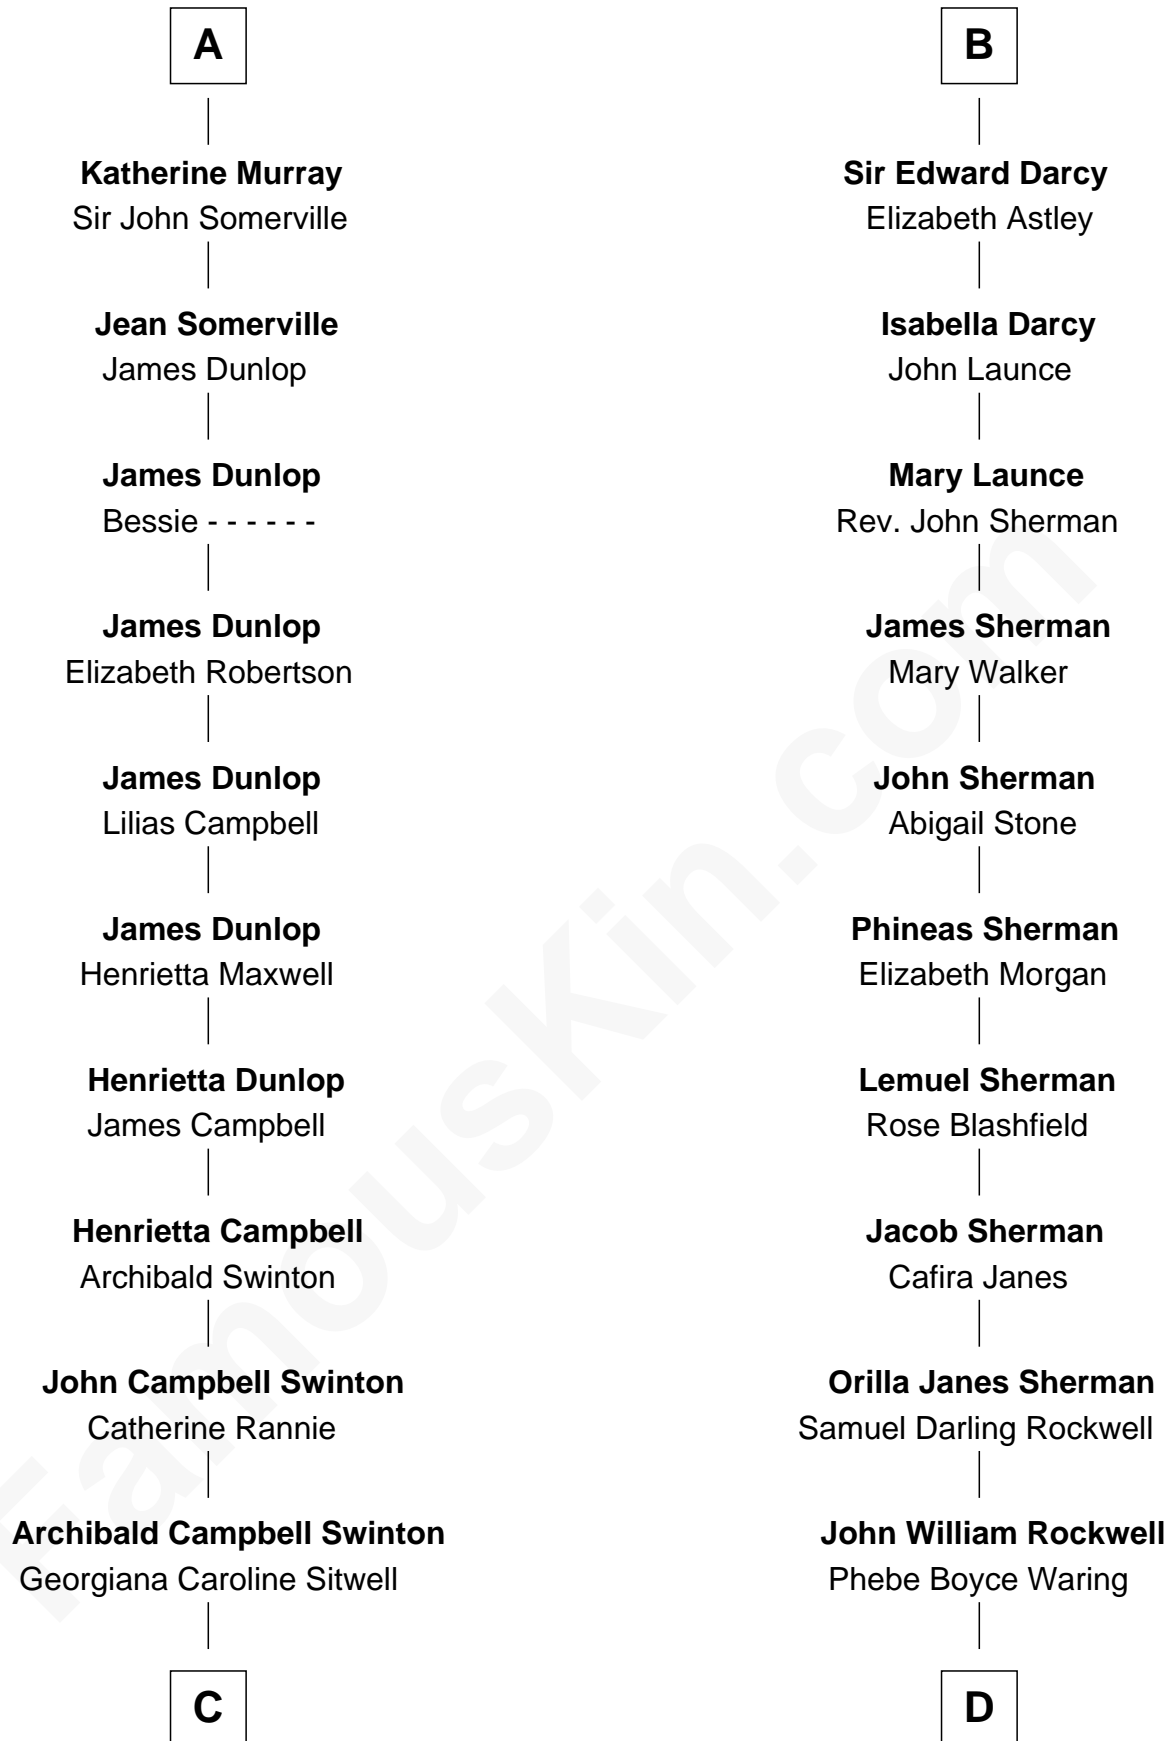 A
Katherine Murray
Sir John Somerville
Jean Somerville
James Dunlop
James Dunlop
Bessie - - - - - -
James Dunlop
Elizabeth Robertson
James Dunlop
Lilias Campbell
James Dunlop
Henrietta Maxwell
Henrietta Dunlop
James Campbell
Henrietta Campbell
Archibald Swinton
John Campbell Swinton
Catherine Rannie
Archibald Campbell Swinton
Georgiana Caroline Sitwell
C
B
Sir Edward Darcy
Elizabeth Astley
Isabella Darcy
John Launce
Mary Launce
Rev. John Sherman
James Sherman
Mary Walker
John Sherman
Abigail Stone
Phineas Sherman
Elizabeth Morgan
Lemuel Sherman
Rose Blashfield
Jacob Sherman
Cafira Janes
Orilla Janes Sherman
Samuel Darling Rockwell
John William Rockwell
Phebe Boyce Waring
D
FamousKin.com